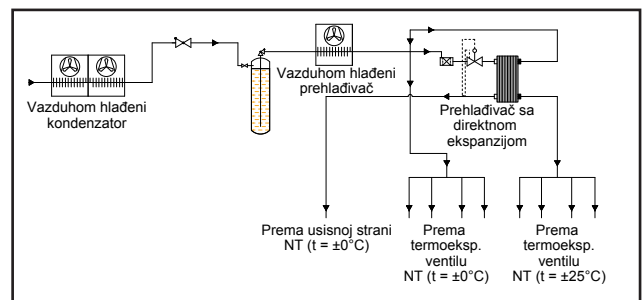 Vazduhom hlađeni
kondenzator
Vazduhom hlađeni
prehlađivač
Prehlađivač sa
direktnom
ekspanzijom
Prema usisnoj strani
NT (t = ±0°C)
Prema
termoeksp.
ventilu
NT (t = ±0°C)
Prema
termoeksp.
ventilu
NT (t = ±25°C)